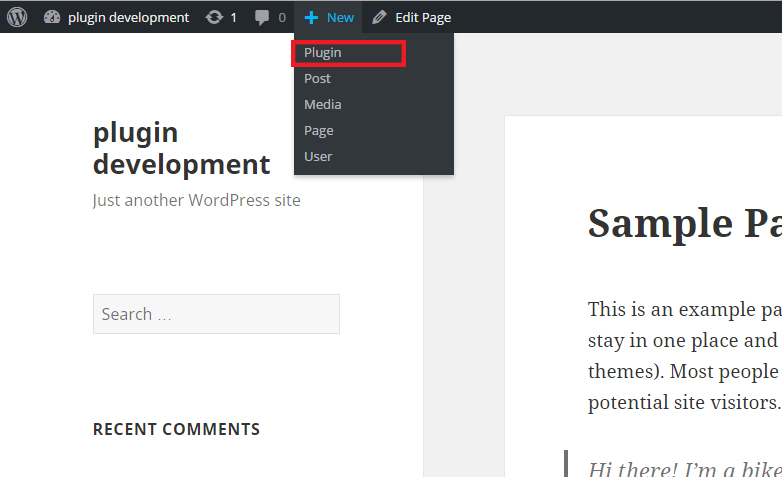 plugin development 1 0 New Edit Page
Plugin
Post
Media
Page
User
plugin
development
Just another WordPress site
Search …
RECENT COMMENTS
Sample Pa
This is an example pa
stay in one place and
themes). Most people
potential site visitors.
Hi there! I'm a bike